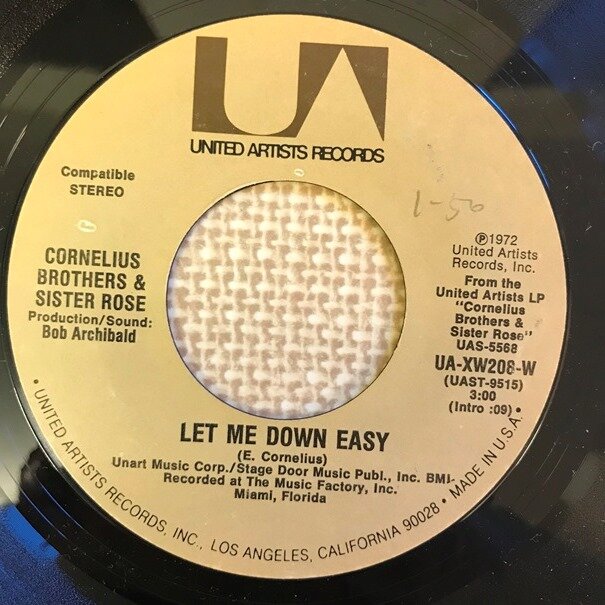 UA
UNITED ARTISTS RECORDS
Compatible
STEREO
1-50
℗1972
United Artists
Records, Inc.
CORNELIUS
BROTHERS &
SISTER ROSE
Production/Sound:
Bob Archibald
From the
United Artists LP
"Cornelius
Brothers &
Sister Rose"
UAS-5568
UA-XW208-W
(UAST-9515)
3:00
(Intro :09)
LET ME DOWN EASY
(E. Cornelius)
Unart Music Corp./Stage Door Music Publ., Inc. BMI-
Recorded at The Music Factory, Inc.
Miami, Florida
• UNITED ARTISTS RECORDS, INC., LOS ANGELES, CALIFORNIA 90028 • MADE IN U.S.A. •